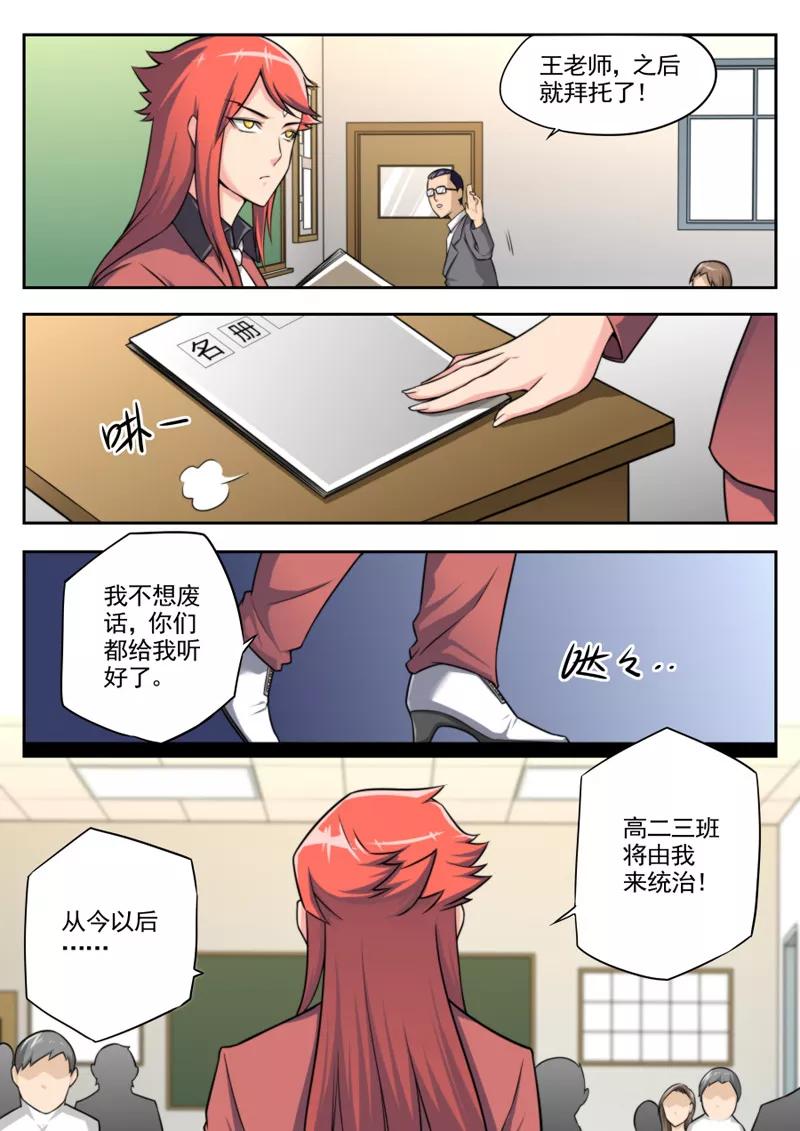 王老师，之后
就拜托了！
名册
啪一
我不想废
话，你们
都给我听
好了。
哒々..
从今以后
……
高二三班
将由我
来统治！